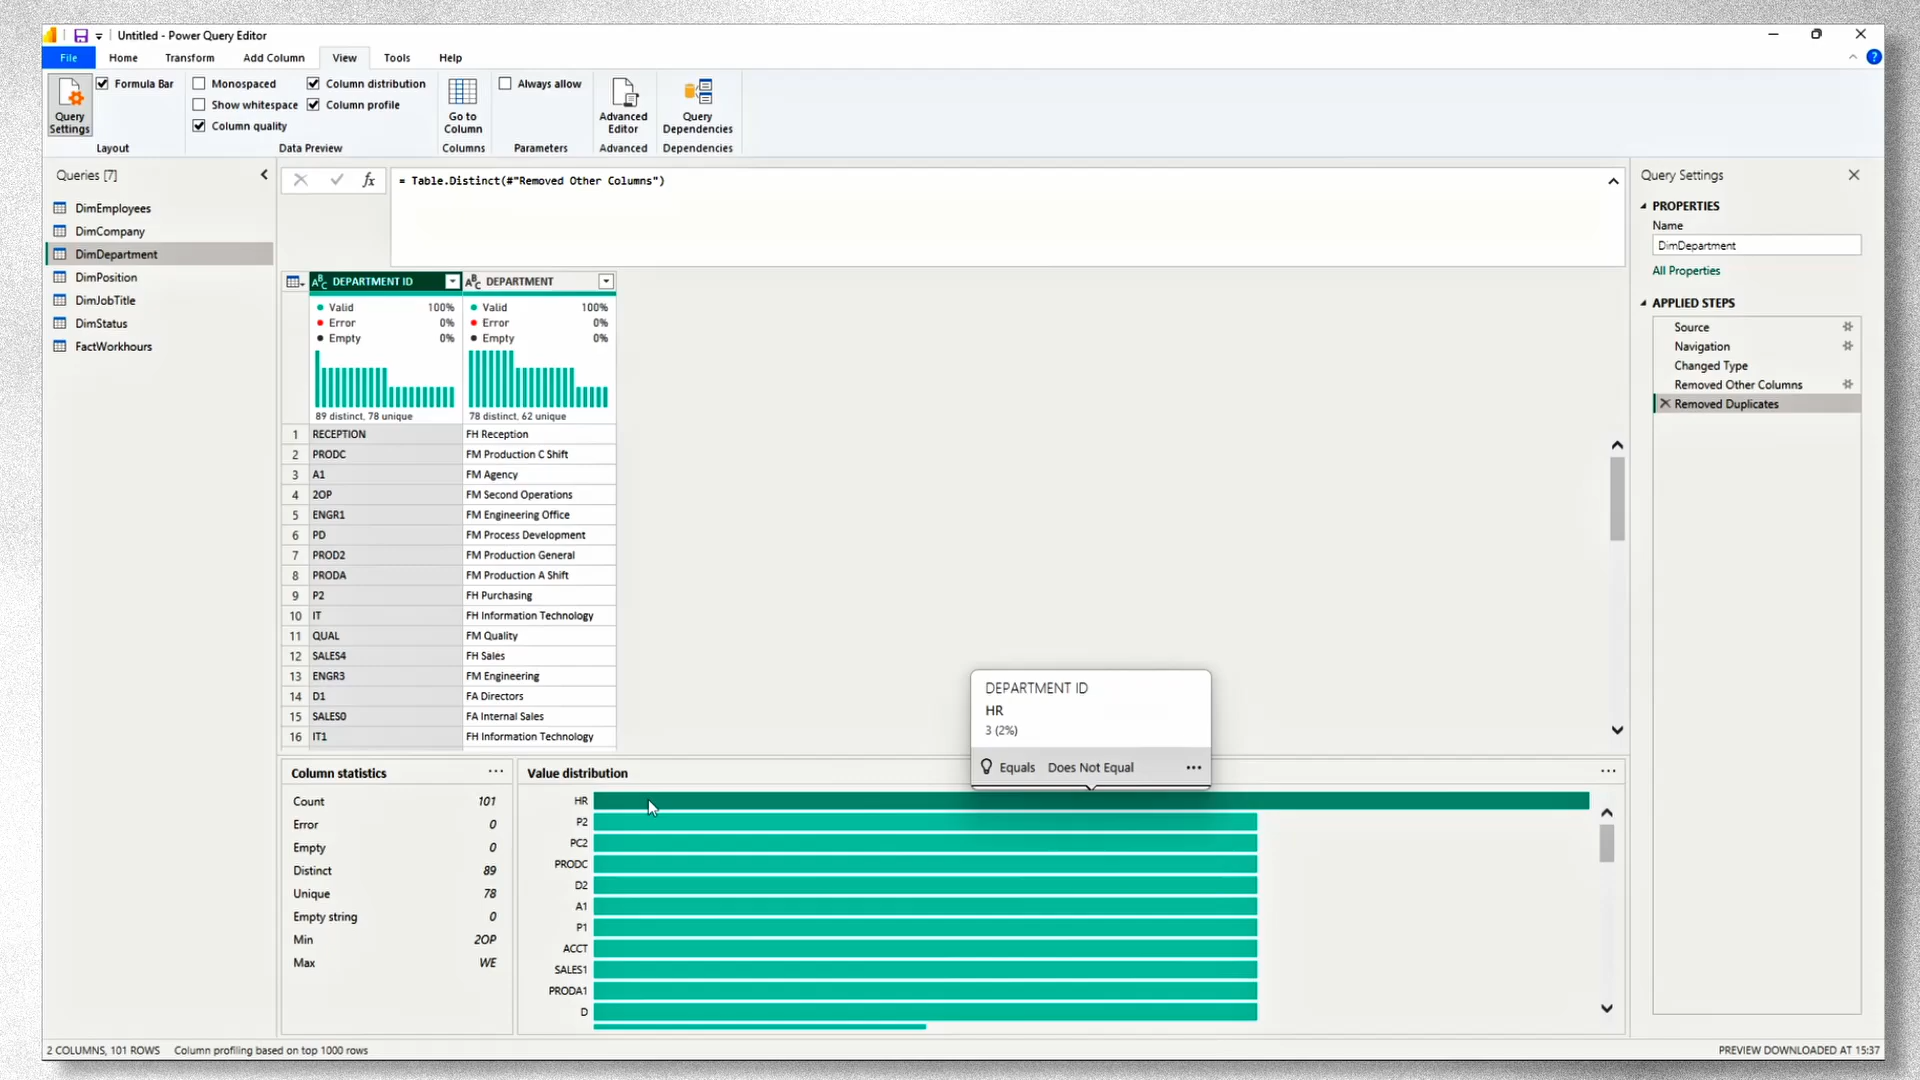 Untitled - Power Query Editor
File Home Transform Add Column View Tools Help
Query Settings
Formula Bar
Layout
Monospaced
Show whitespace
Column quality
Column distribution
Column profile
Data Preview
Go to Column
Columns
Always allow
Parameters
Advanced Editor
Advanced
Query Dependencies
Dependencies
Queries [7]
DimEmployees
DimCompany
DimDepartment
DimPosition
DimJobTitle
DimStatus
FactWorkhours
fx = Table.Distinct(#"Removed Other Columns")
ABC DEPARTMENT ID ABC DEPARTMENT
Valid 100% Valid 100%
Error 0% Error 0%
Empty 0% Empty 0%
89 distinct, 78 unique 78 distinct, 62 unique
1 RECEPTION FH Reception
2 PRODC FM Production C Shift
3 A1 FM Agency
4 2OP FM Second Operations
5 ENGR1 FM Engineering Office
6 PD FM Process Development
7 PROD2 FM Production General
8 PRODA FM Production A Shift
9 P2 FH Purchasing
10 IT FH Information Technology
11 QUAL FM Quality
12 SALES4 FH Sales
13 ENGR3 FM Engineering
14 D1 FA Directors
15 SALES0 FA Internal Sales
16 IT1 FH Information Technology
DEPARTMENT ID
HR
3 (2%)
Equals Does Not Equal ...
Column statistics ...
Count 101
Error 0
Empty 0
Distinct 89
Unique 78
Empty string 0
Min 2OP
Max WE
Value distribution ...
HR
P2
PC2
PRODC
D2
A1
P1
ACCT
SALES1
PRODA1
D
Query Settings
PROPERTIES
Name
DimDepartment
All Properties
APPLIED STEPS
Source
Navigation
Changed Type
Removed Other Columns
Removed Duplicates
2 COLUMNS, 101 ROWS Column profiling based on top 1000 rows
PREVIEW DOWNLOADED AT 15:37